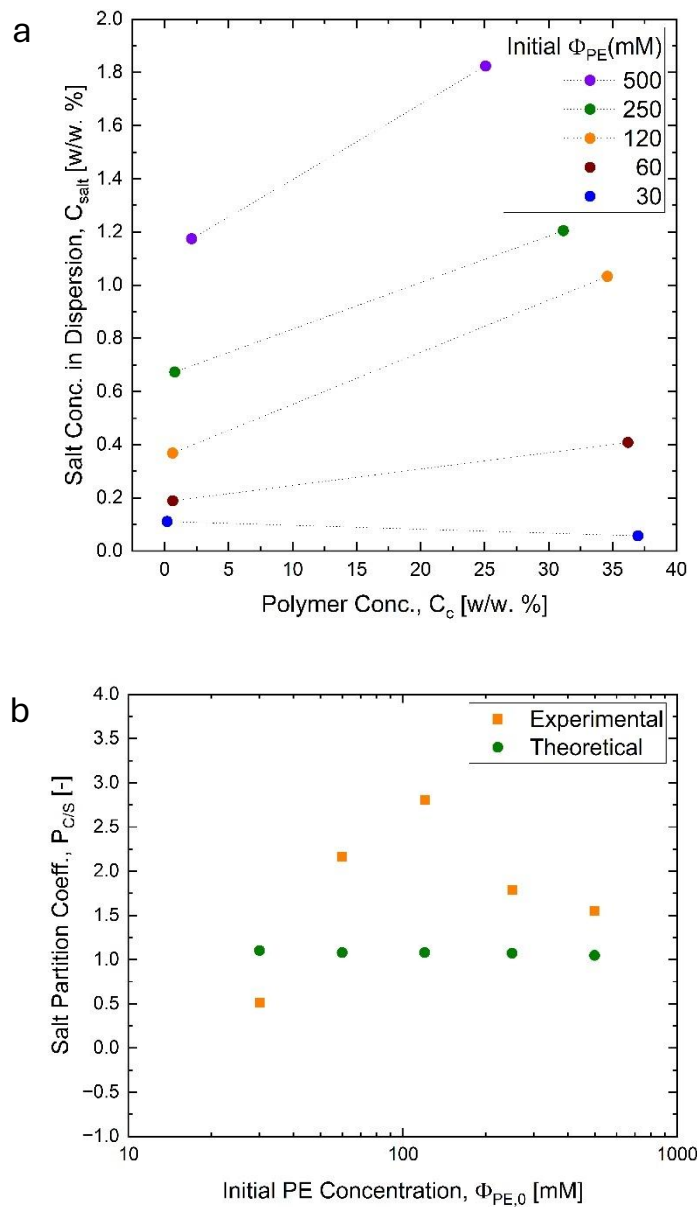 a
2.0
1.8
1.6
1.4
1.2
1.0
0.8
0.6
0.4
0.2
0.0
Salt Conc. in Dispersion, C_salt [w/w. %]
Initial Φ_PE(mM)
500
250
120
60
30
0 5 10 15 20 25 30 35 40
Polymer Conc., C_c [w/w. %]
b
4.0
3.5
3.0
2.5
2.0
1.5
1.0
0.5
0.0
−0.5
−1.0
Salt Partition Coeff., P_C/S [-]
Experimental
Theoretical
10 100 1000
Initial PE Concentration, Φ_PE,0 [mM]